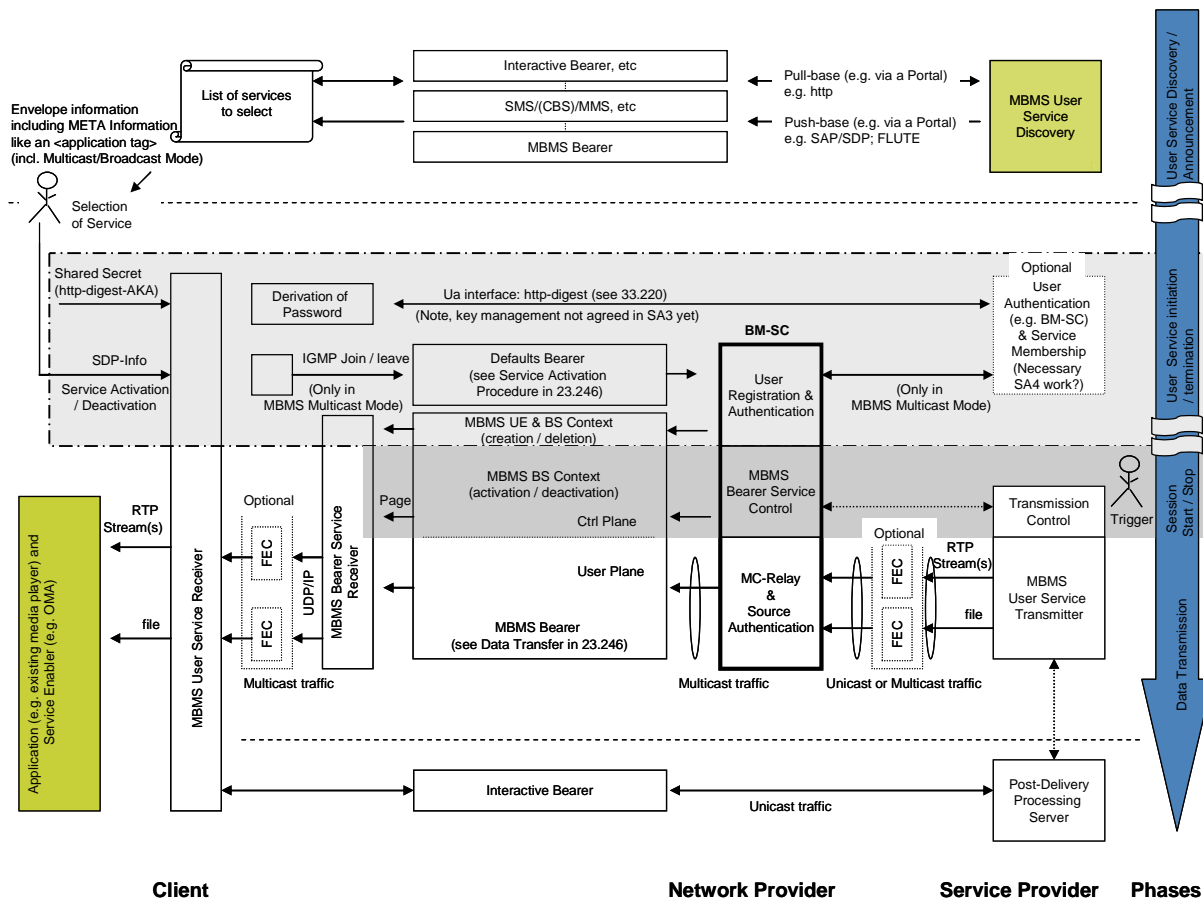 Interactive Bearer, etc
SMS/(CBS)/MMS, etc
MBMS Bearer
List of services
to select
Pull-base (e.g. via a Portal)
e.g. http
Push-base (e.g. via a Portal)
e.g. SAP/SDP; FLUTE
MBMS User
Service
Discovery
User Service Discovery /
Announcement
Envelope information
including META Information
like an <application tag>
(incl. Multicast/Broadcast Mode)
Selection
of Service
Shared Secret
(http-digest-AKA)
Derivation of
Password
Ua interface: http-digest (see 33.220)
(Note, key management not agreed in SA3 yet)
Optional
User
Authentication
(e.g. BM-SC)
& Service
Membership
(Necessary
SA4 work?)
User Service initiation
/ termination
BM-SC
SDP-Info
Service Activation
/ Deactivation
IGMP Join / leave
(Only in
MBMS Multicast Mode)
Defaults Bearer
(see Service Activation
Procedure in 23.246)
User
Registration &
Authentication
(Only in
MBMS Multicast Mode)
MBMS UE & BS Context
(creation / deletion)
MBMS BS Context
(activation / deactivation)
Page
Ctrl Plane
MBMS
Bearer Service
Control
Transmission
Control
Trigger
Session
Start / Stop
Application (e.g. existing media player) and
Service Enabler (e.g. OMA)
RTP
Stream(s)
file
MBMS User Service Receiver
Optional
FEC
FEC
UDP/IP
MBMS Bearer Service
Receiver
User Plane
MBMS Bearer
(see Data Transfer in 23.246)
MC-Relay
&
Source
Authentication
Optional
FEC
FEC
RTP
Stream(s)
file
MBMS
User Service
Transmitter
Data Transmission
Multicast traffic
Multicast traffic
Unicast or Multicast traffic
Interactive Bearer
Unicast traffic
Post-Delivery
Processing
Server
Client
Network Provider
Service Provider
Phases